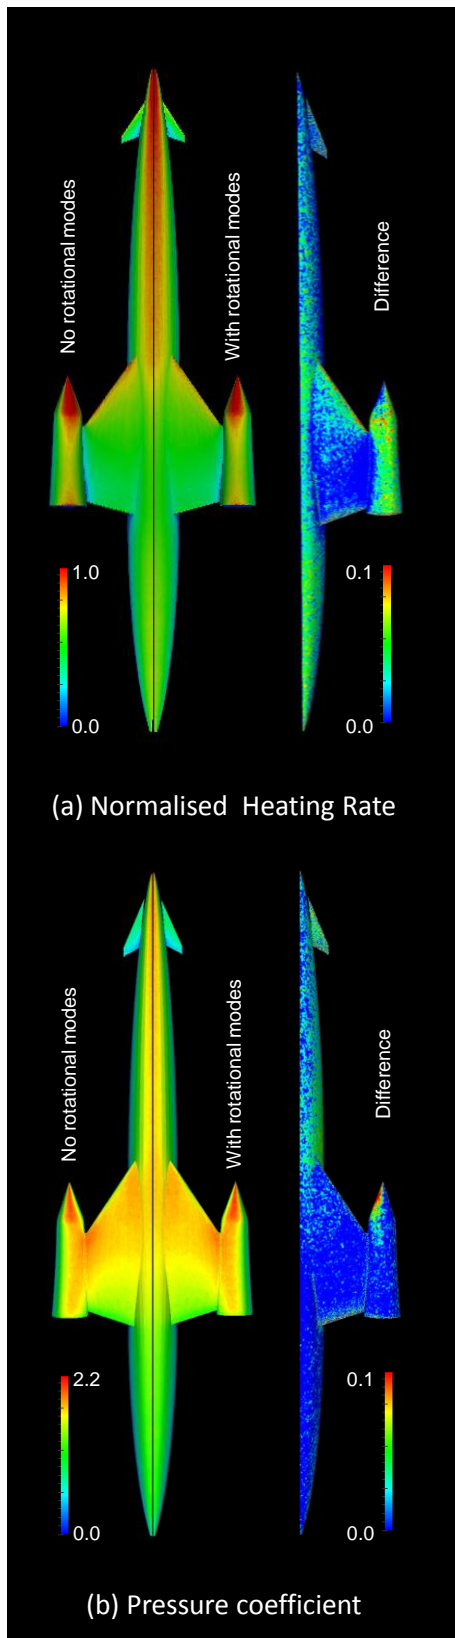 No rotational modes
With rotational modes
Difference
1.0
0.0
0.1
0.0
(a) Normalised Heating Rate
No rotational modes
With rotational modes
Difference
2.2
0.0
0.1
0.0
(b) Pressure coefficient